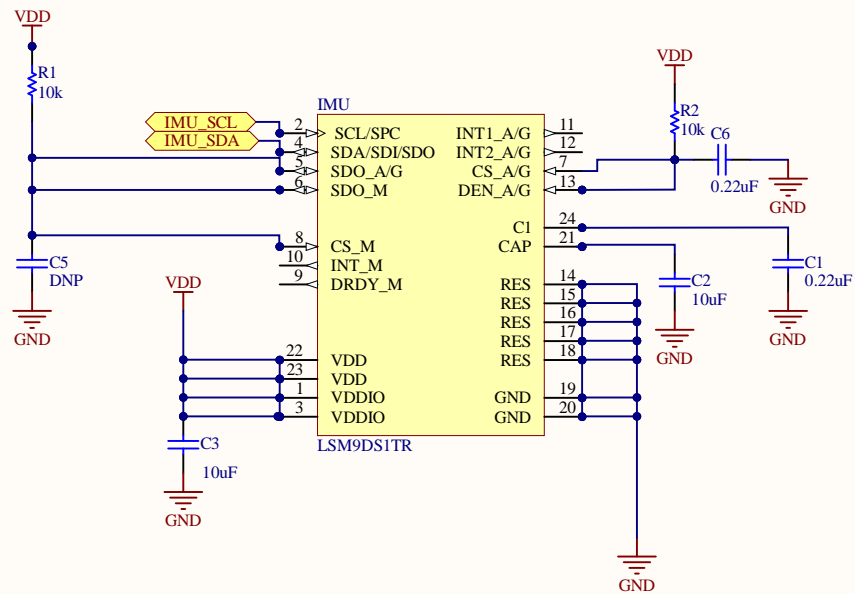 VDD
R1
10k
IMU_SCL
IMU_SDA
C5
DNP
GND
VDD
C3
10uF
GND
IMU
2 SCL/SPC
4 SDA/SDI/SDO
5 SDO_A/G
6 SDO_M
8 CS_M
10 INT_M
9 DRDY_M
22 VDD
23 VDD
1 VDDIO
3 VDDIO
INT1_A/G 11
INT2_A/G 12
CS_A/G 7
DEN_A/G 13
C1 24
CAP 21
RES 14
RES 15
RES 16
RES 17
RES 18
GND 19
GND 20
LSM9DS1TR
VDD
R2
10k
C6
0.22uF
GND
C2
10uF
GND
C1
0.22uF
GND
GND